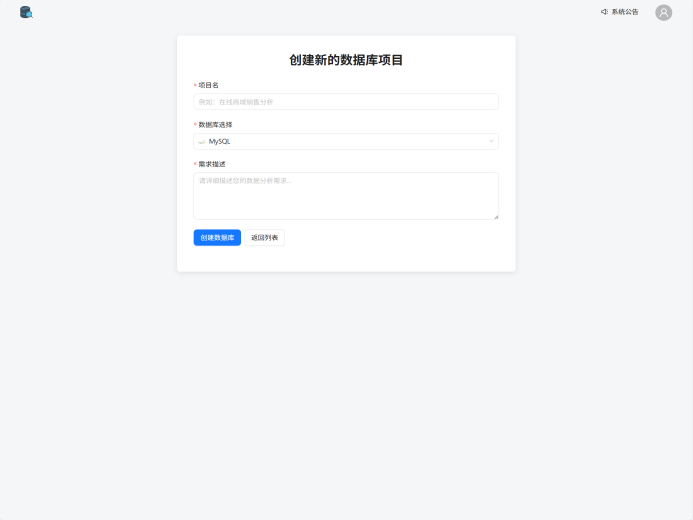 系统公告
创建新的数据库项目
* 项目名
例如：在线商城销售分析
* 数据库选择
MySQL
* 需求描述
请详细描述您的数据分析需求...
创建数据库 返回列表